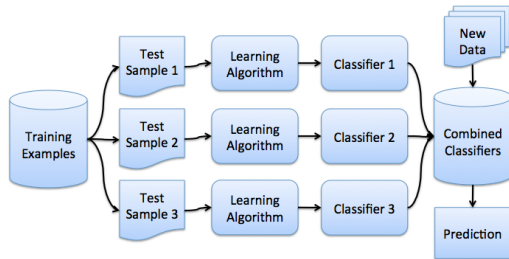 Training
Examples
Test
Sample 1
Learning
Algorithm
Classifier 1
Test
Sample 2
Learning
Algorithm
Classifier 2
Test
Sample 3
Learning
Algorithm
Classifier 3
New
Data
Combined
Classifiers
Prediction